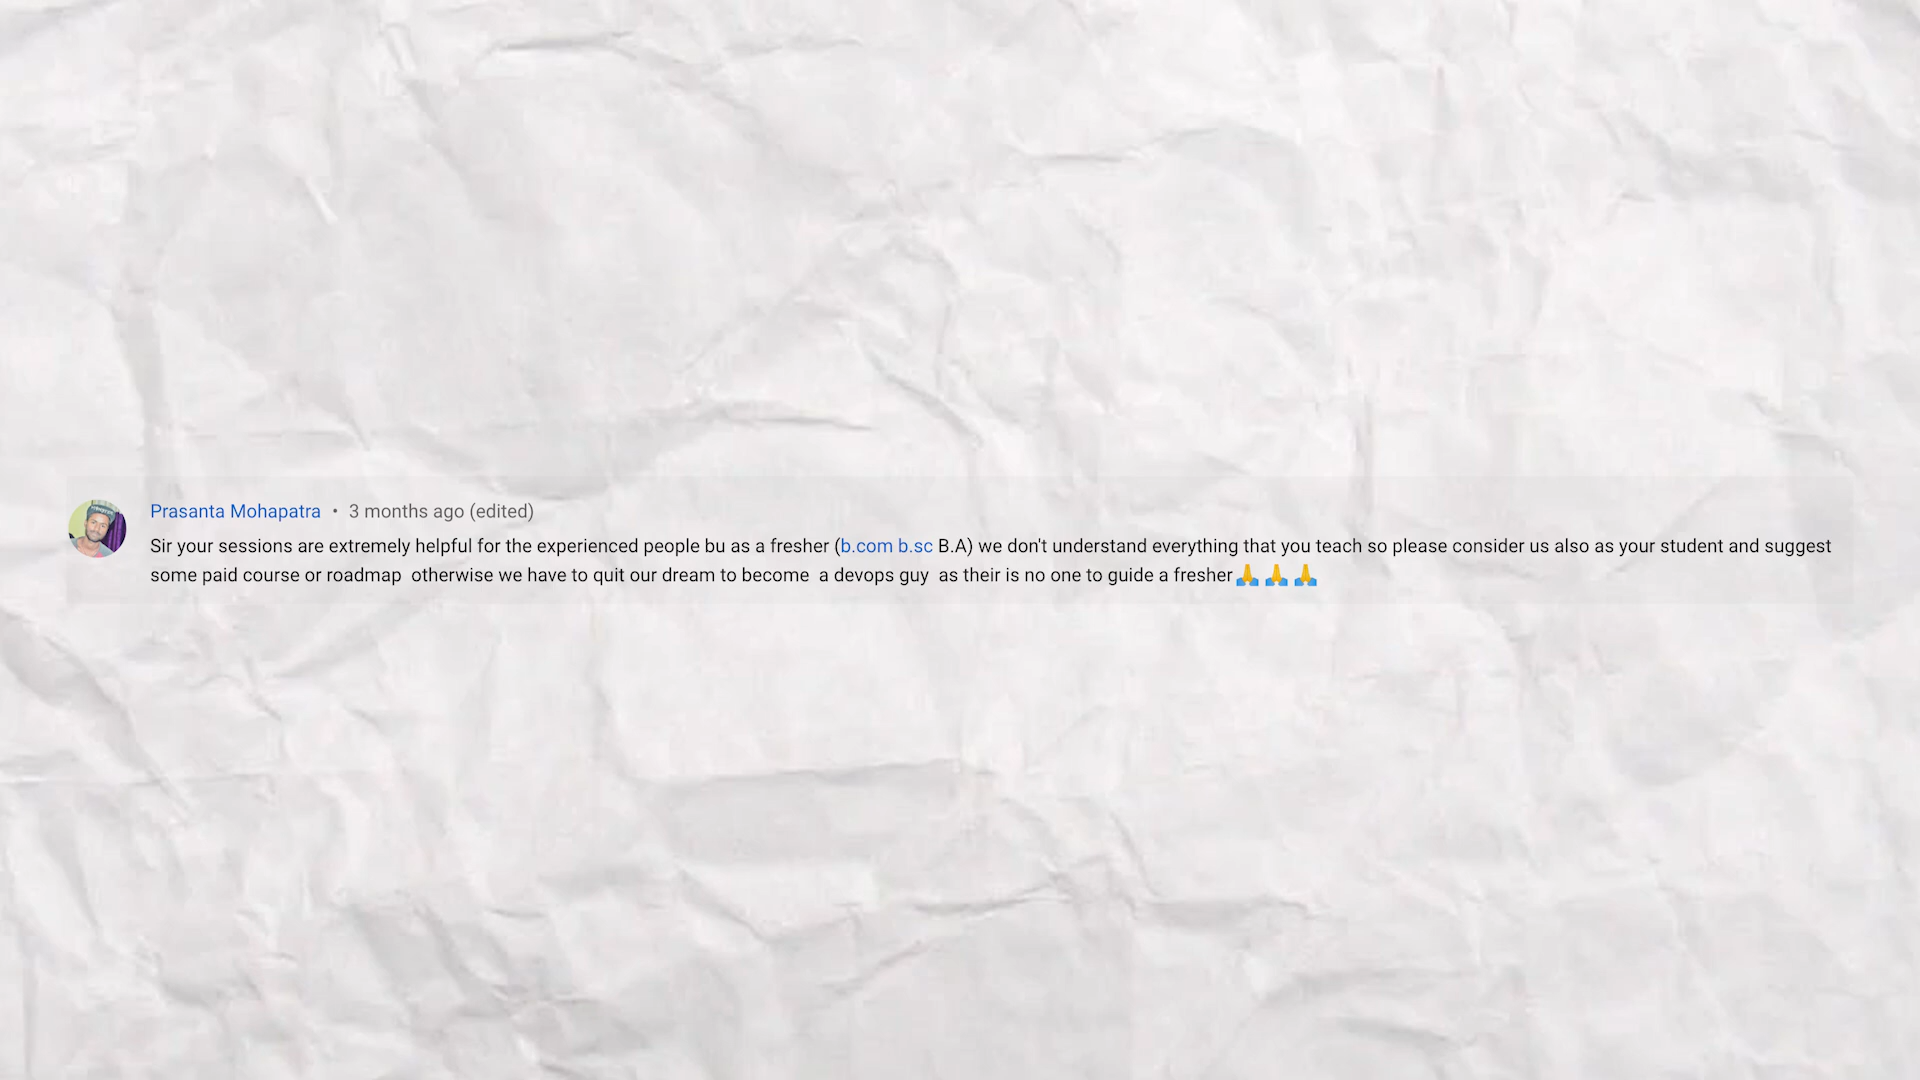 Prasanta Mohapatra • 3 months ago (edited)
Sir your sessions are extremely helpful for the experienced people bu as a fresher (b.com b.sc B.A) we don't understand everything that you teach so please consider us also as your student and suggest
some paid course or roadmap  otherwise we have to quit our dream to become  a devops guy  as their is no one to guide a fresher🙏🙏🙏